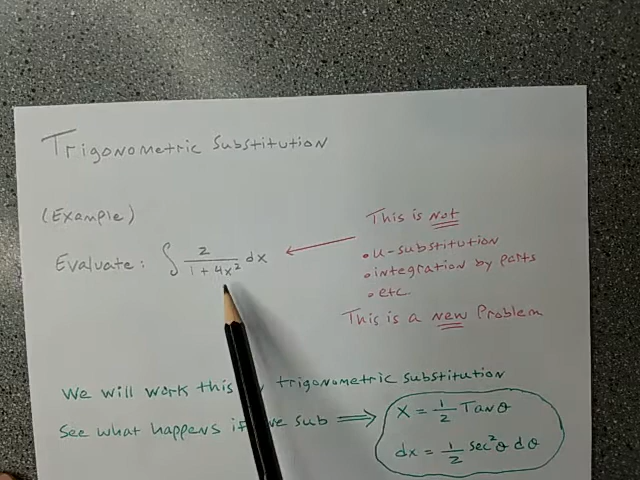 Trigonometric Substitution
(Example)
Evaluate: ∫ 2/(1 + 4x²) dx
This is not
• u-substitution
• integration by parts
• etc.
This is a new Problem
We will work this trigonometric substitution
See what happens if we sub ⟹
x = 1/2 Tanθ
dx = 1/2 sec²θ dθ